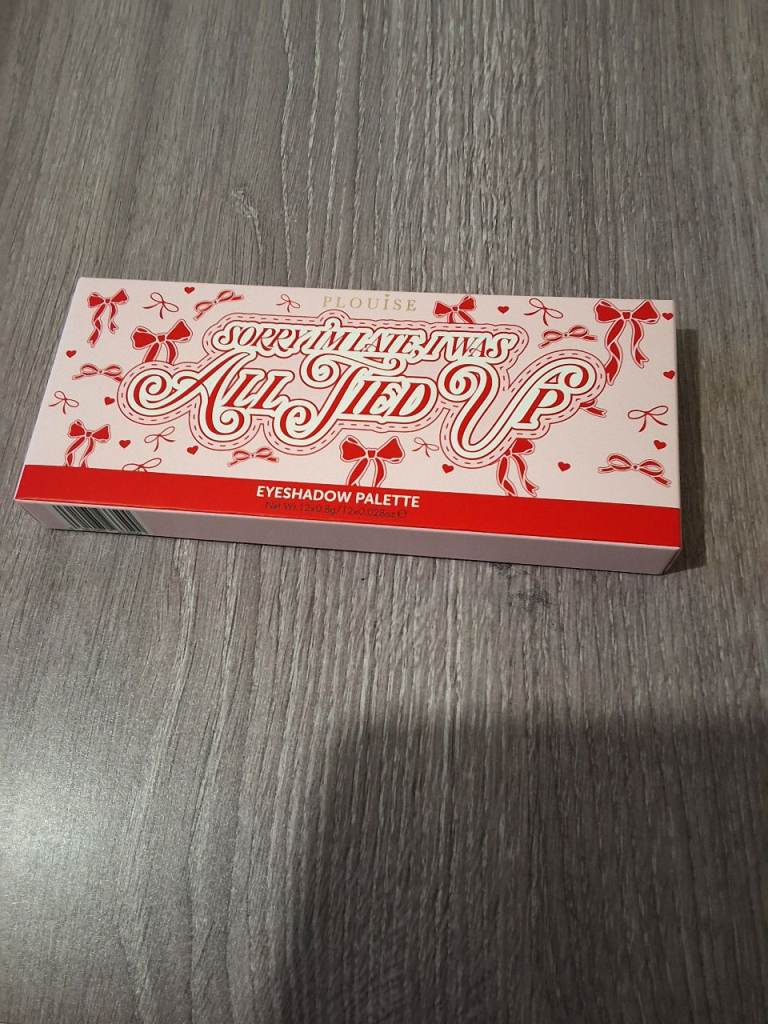 PLOUISE
SORRY I'M LATE, I WAS
ALL TIED UP
EYESHADOW PALETTE
Net Wt.12x0.8g/12x0.028oz e